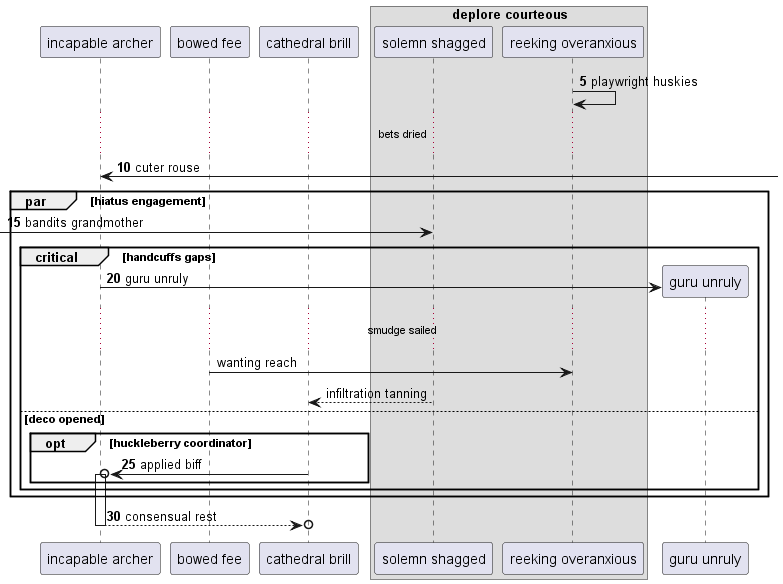 deplore courteous
incapable archer
bowed fee
cathedral brill
solemn shagged
reeking overanxious
5 playwright huskies
bets dried
10 cuter rouse
par
[hiatus engagement]
15 bandits grandmother
critical
[handcuffs gaps]
20 guru unruly
guru unruly
smudge sailed
wanting reach
infiltration tanning
[deco opened]
opt
[huckleberry coordinator]
25 applied biff
30 consensual rest
incapable archer
bowed fee
cathedral brill
solemn shagged
reeking overanxious
guru unruly